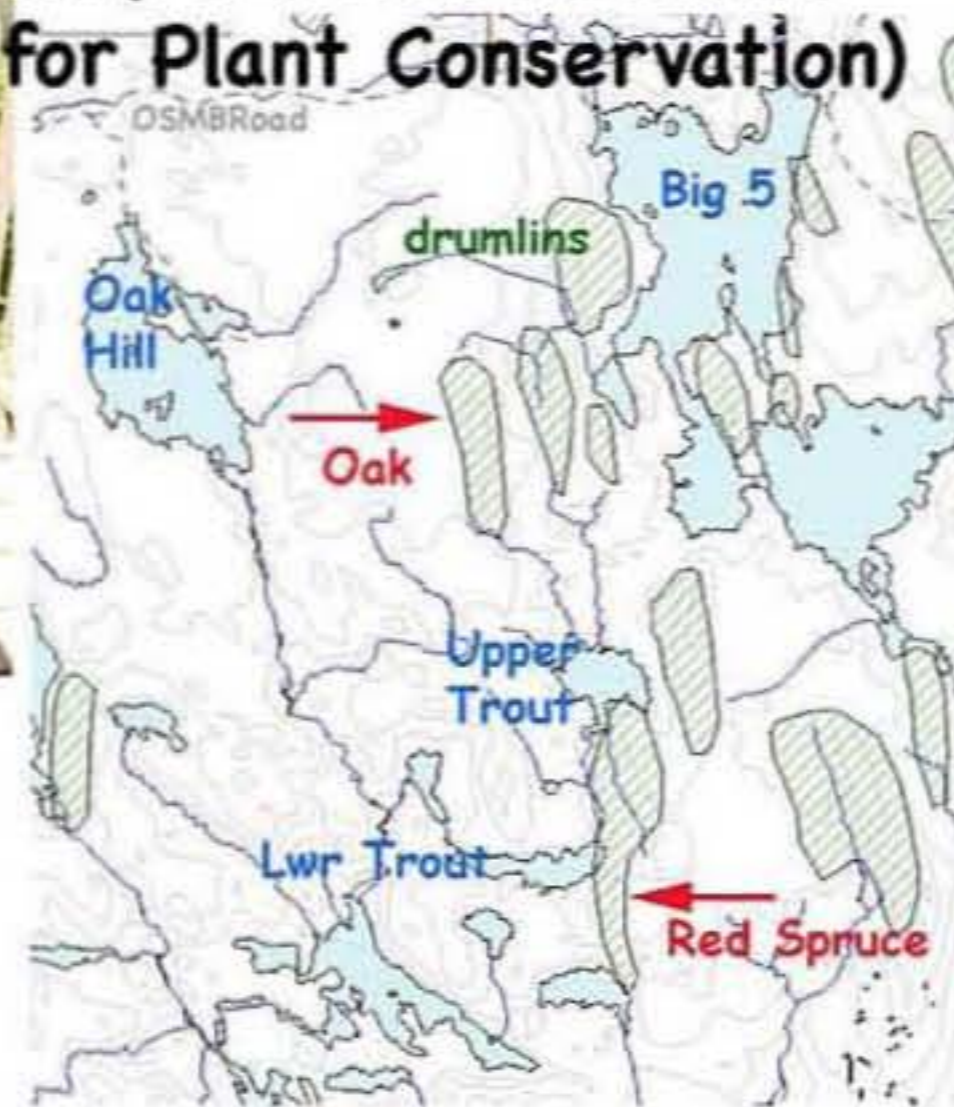 for Plant Conservation)
OSMBRoad
Big 5
drumlins
Oak
Hill
Oak
Upper
Trout
Lwr Trout
Red Spruce